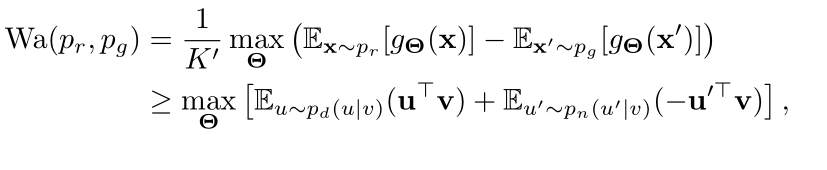 Wa(p_r, p_g) = \frac{1}{K'} \max_{\mathbf{\Theta}} \left( \mathbb{E}_{\mathbf{x} \sim p_r}[g_{\mathbf{\Theta}}(\mathbf{x})] - \mathbb{E}_{\mathbf{x}' \sim p_g}[g_{\mathbf{\Theta}}(\mathbf{x}')] \right)
\geq \max_{\mathbf{\Theta}} \left[ \mathbb{E}_{u \sim p_d(u|v)}(\mathbf{u}^\top \mathbf{v}) + \mathbb{E}_{u' \sim p_n(u'|v)}(-\mathbf{u}'^\top \mathbf{v}) \right],